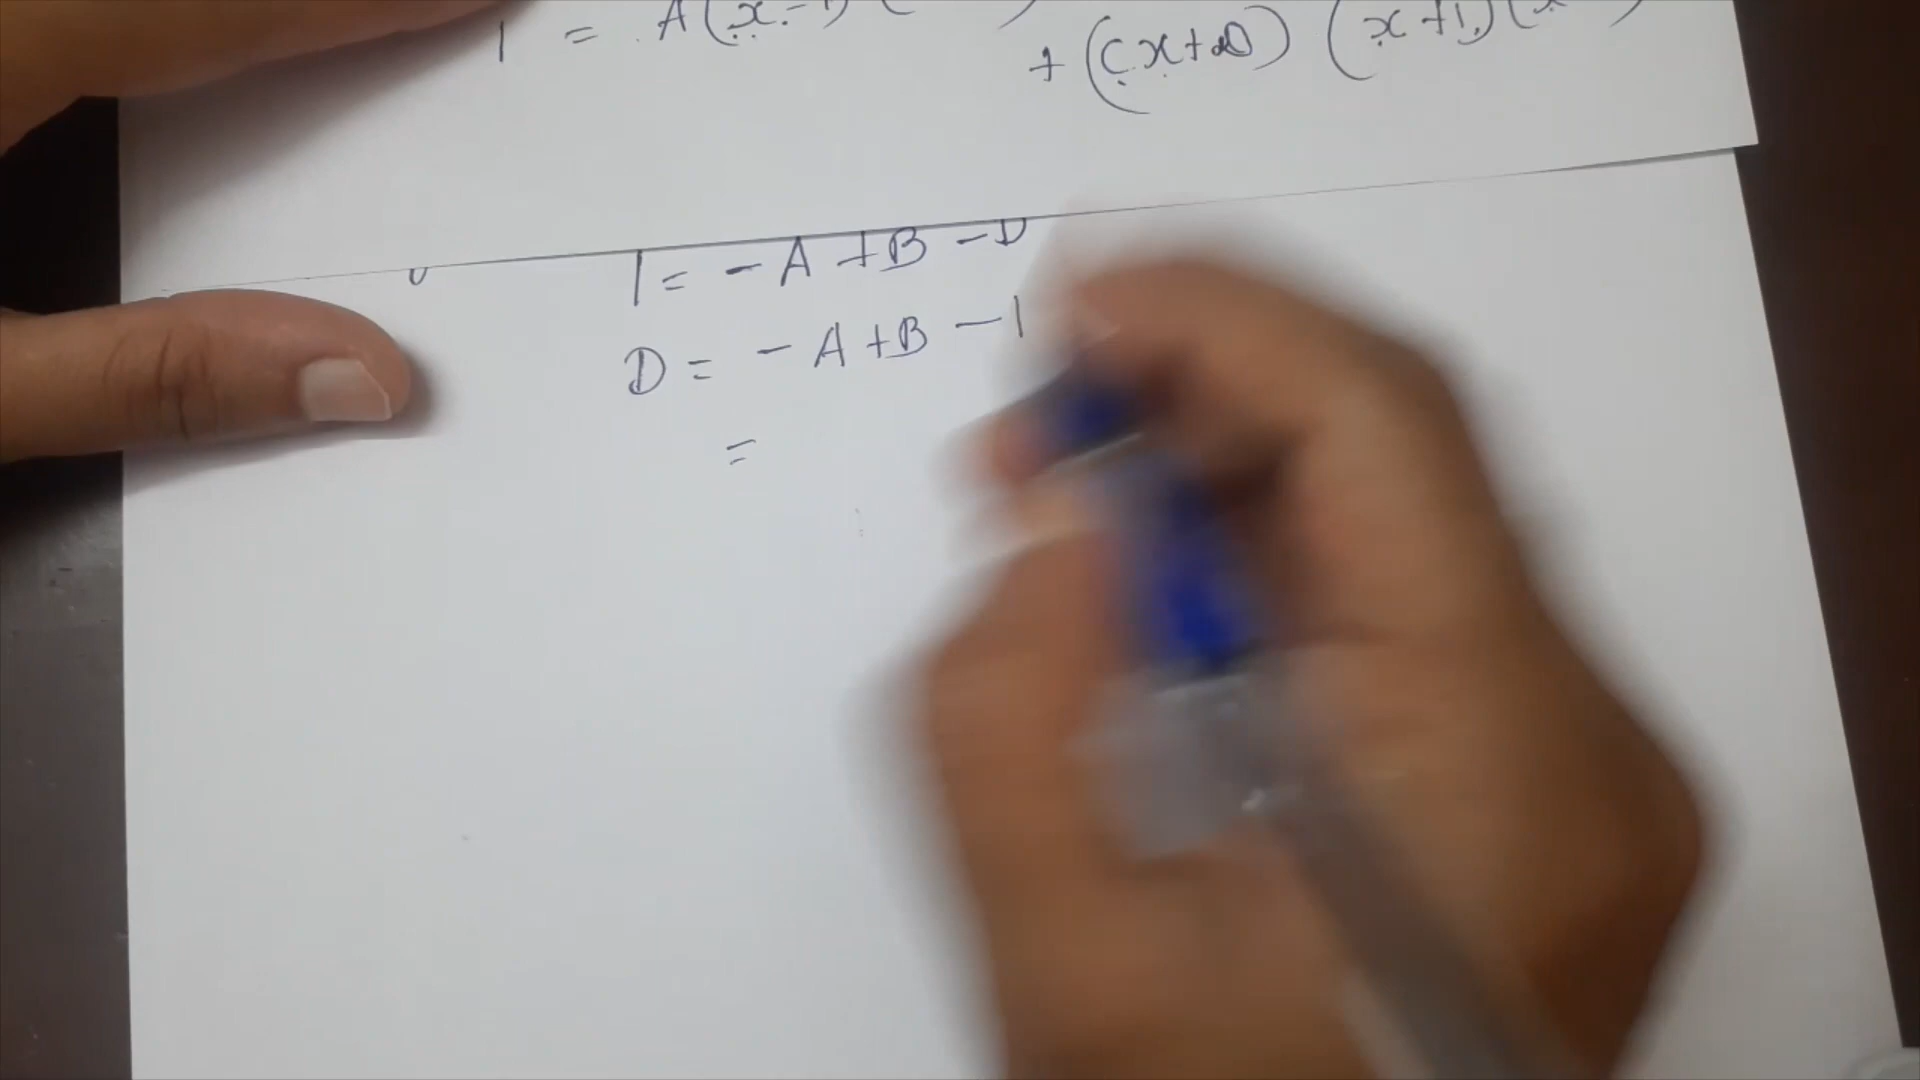 1 = A(x-1)(
+ (Cx+D) (x+1)(x
1 = -A +B -D
D = -A +B -1
=